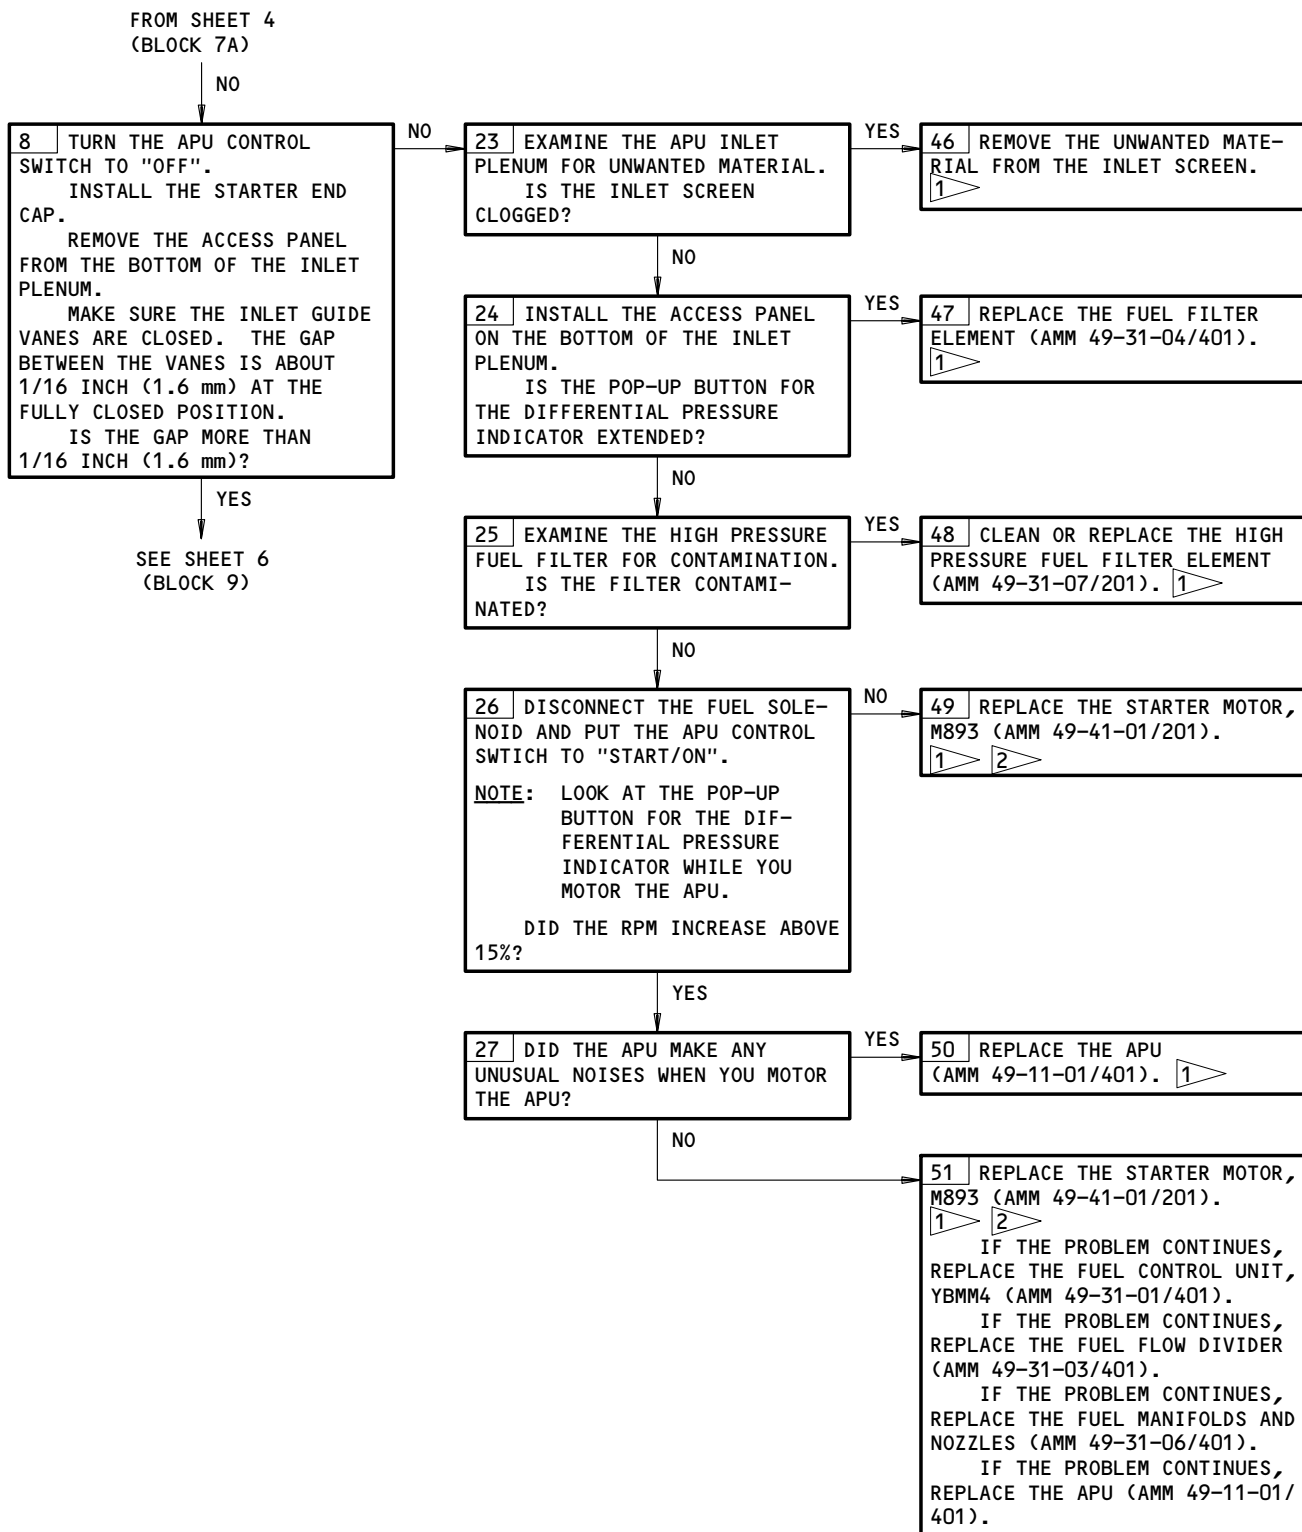 FROM SHEET 4
(BLOCK 7A)
NO
8 TURN THE APU CONTROL
SWITCH TO "OFF".
INSTALL THE STARTER END
CAP.
REMOVE THE ACCESS PANEL
FROM THE BOTTOM OF THE INLET
PLENUM.
MAKE SURE THE INLET GUIDE
VANES ARE CLOSED. THE GAP
BETWEEN THE VANES IS ABOUT
1/16 INCH (1.6 mm) AT THE
FULLY CLOSED POSITION.
IS THE GAP MORE THAN
1/16 INCH (1.6 mm)?
YES
SEE SHEET 6
(BLOCK 9)
NO
23 EXAMINE THE APU INLET
PLENUM FOR UNWANTED MATERIAL.
IS THE INLET SCREEN
CLOGGED?
YES
46 REMOVE THE UNWANTED MATE-
RIAL FROM THE INLET SCREEN.
1
NO
24 INSTALL THE ACCESS PANEL
ON THE BOTTOM OF THE INLET
PLENUM.
IS THE POP-UP BUTTON FOR
THE DIFFERENTIAL PRESSURE
INDICATOR EXTENDED?
YES
47 REPLACE THE FUEL FILTER
ELEMENT (AMM 49-31-04/401).
1
NO
25 EXAMINE THE HIGH PRESSURE
FUEL FILTER FOR CONTAMINATION.
IS THE FILTER CONTAMI-
NATED?
YES
48 CLEAN OR REPLACE THE HIGH
PRESSURE FUEL FILTER ELEMENT
(AMM 49-31-07/201). 1
NO
26 DISCONNECT THE FUEL SOLE-
NOID AND PUT THE APU CONTROL
SWTICH TO "START/ON".
NOTE: LOOK AT THE POP-UP
BUTTON FOR THE DIF-
FERENTIAL PRESSURE
INDICATOR WHILE YOU
MOTOR THE APU.
DID THE RPM INCREASE ABOVE
15%?
NO
49 REPLACE THE STARTER MOTOR,
M893 (AMM 49-41-01/201).
1 2
YES
27 DID THE APU MAKE ANY
UNUSUAL NOISES WHEN YOU MOTOR
THE APU?
YES
50 REPLACE THE APU
(AMM 49-11-01/401). 1
NO
51 REPLACE THE STARTER MOTOR,
M893 (AMM 49-41-01/201).
1 2
IF THE PROBLEM CONTINUES,
REPLACE THE FUEL CONTROL UNIT,
YBMM4 (AMM 49-31-01/401).
IF THE PROBLEM CONTINUES,
REPLACE THE FUEL FLOW DIVIDER
(AMM 49-31-03/401).
IF THE PROBLEM CONTINUES,
REPLACE THE FUEL MANIFOLDS AND
NOZZLES (AMM 49-31-06/401).
IF THE PROBLEM CONTINUES,
REPLACE THE APU (AMM 49-11-01/
401).